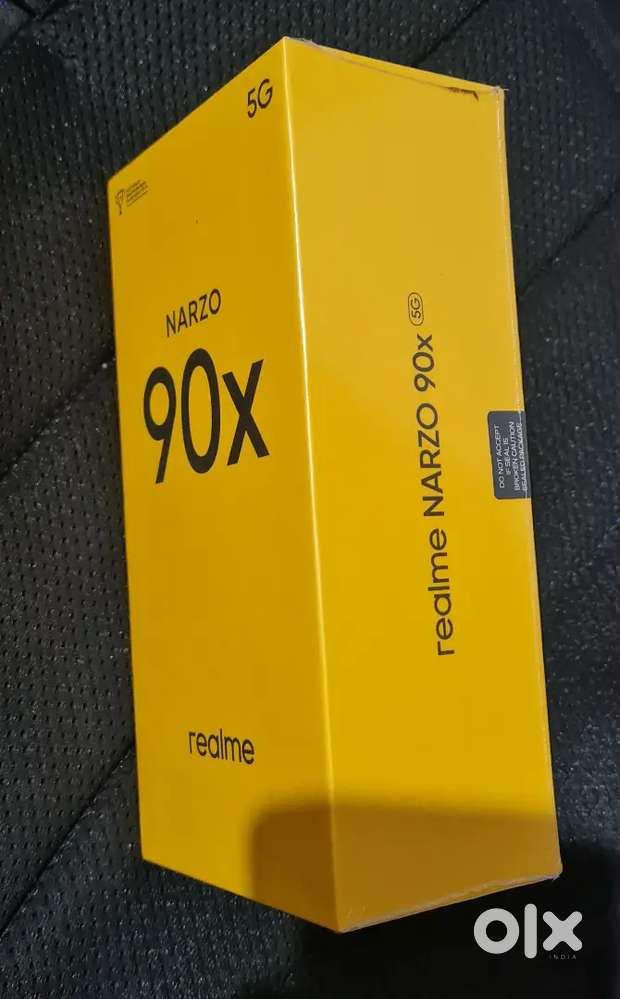 5G
NARZO
90x
realme
realme NARZO 90x 5G
DO NOT ACCEPT
IF SEAL IS
BROKEN CAUTION
SEALED PACKAGE
olx
INDIA